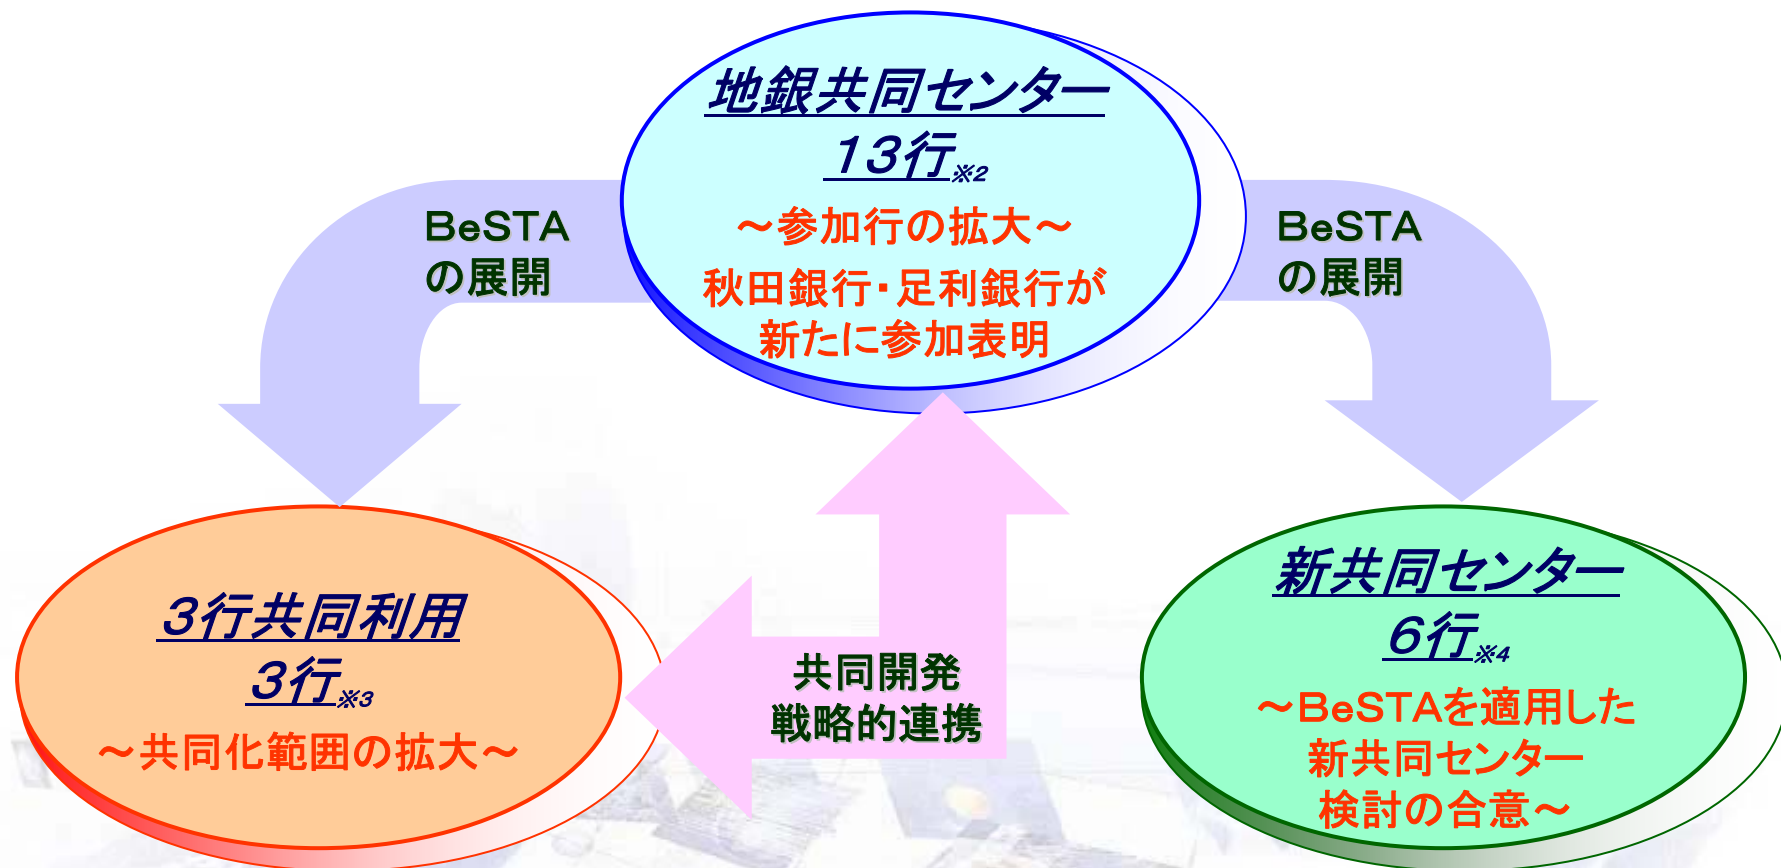 地銀共同センター
１３行※2
～参加行の拡大～
秋田銀行・足利銀行が
新たに参加表明
BeSTA
の展開
BeSTA
の展開
３行共同利用
３行※3
～共同化範囲の拡大～
共同開発
戦略的連携
新共同センター
６行※4
～BeSTAを適用した
新共同センター
検討の合意～